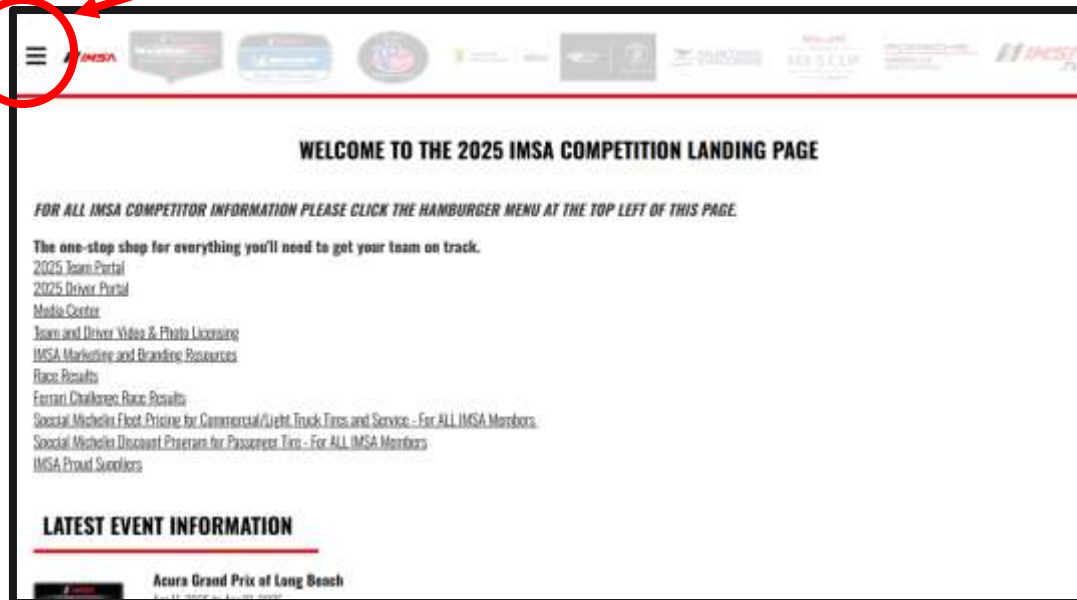 IMSA
IMSA
WELCOME TO THE 2025 IMSA COMPETITION LANDING PAGE
FOR ALL IMSA COMPETITOR INFORMATION PLEASE CLICK THE HAMBURGER MENU AT THE TOP LEFT OF THIS PAGE.
The one-stop shop for everything you'll need to get your team on track.
2025 Team Portal
2025 Driver Portal
Media Center
Team and Driver Video & Photo Licensing
IMSA Marketing and Branding Resources
Race Results
Ferrari Challenge Race Results
Special Michelin Fleet Pricing for Commercial/Light Truck Tires and Service - For ALL IMSA Members
Special Michelin Discount Program for Passenger Tire - For ALL IMSA Members
IMSA Proud Suppliers
LATEST EVENT INFORMATION
Acura Grand Prix of Long Beach